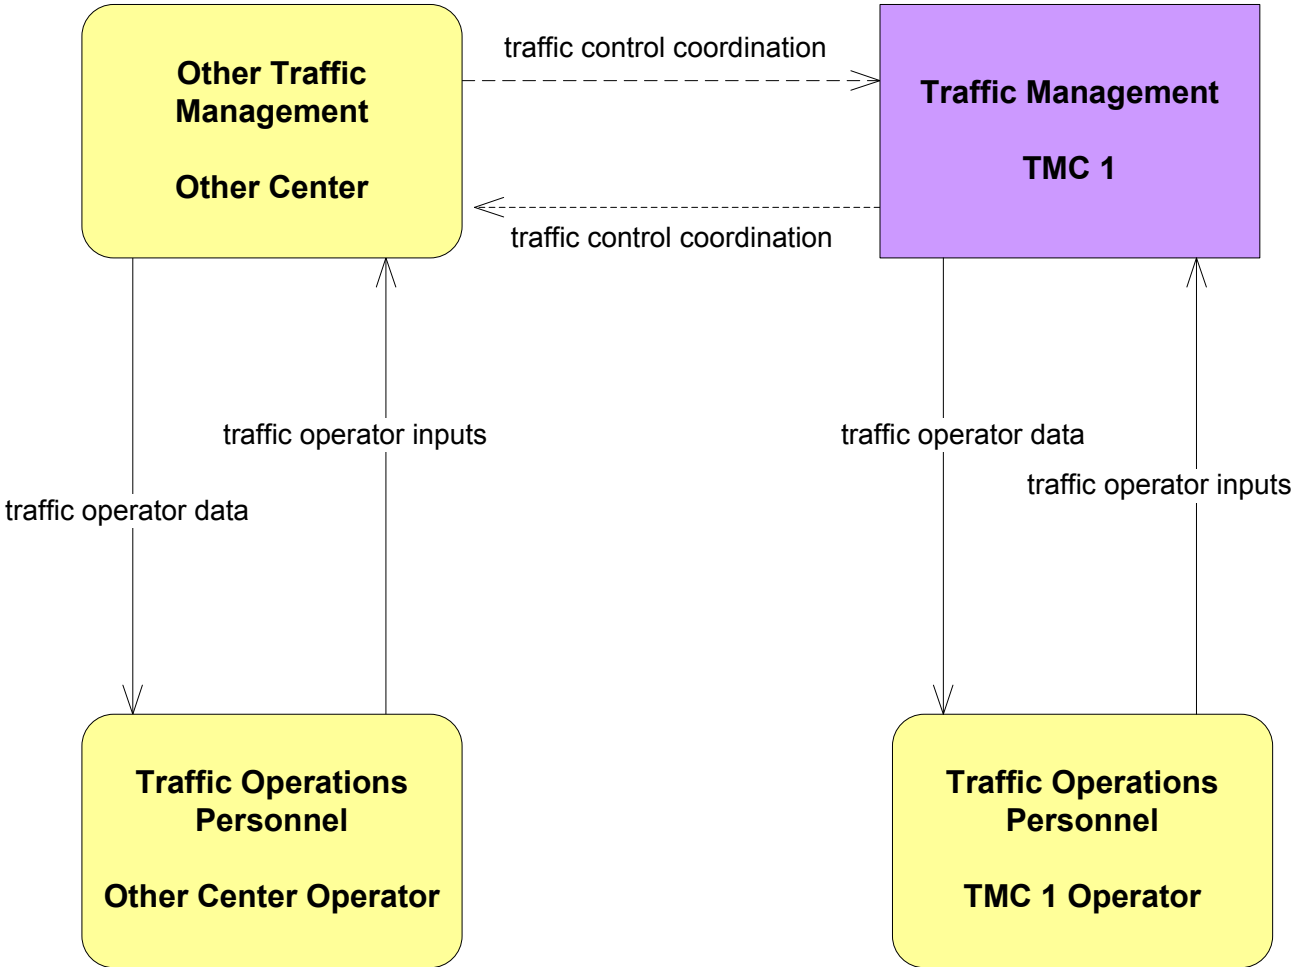 Other Traffic
Management
Other Center
traffic control coordination
Traffic Management
TMC 1
traffic control coordination
traffic operator inputs
traffic operator data
traffic operator data
traffic operator inputs
Traffic Operations
Personnel
Other Center Operator
Traffic Operations
Personnel
TMC 1 Operator